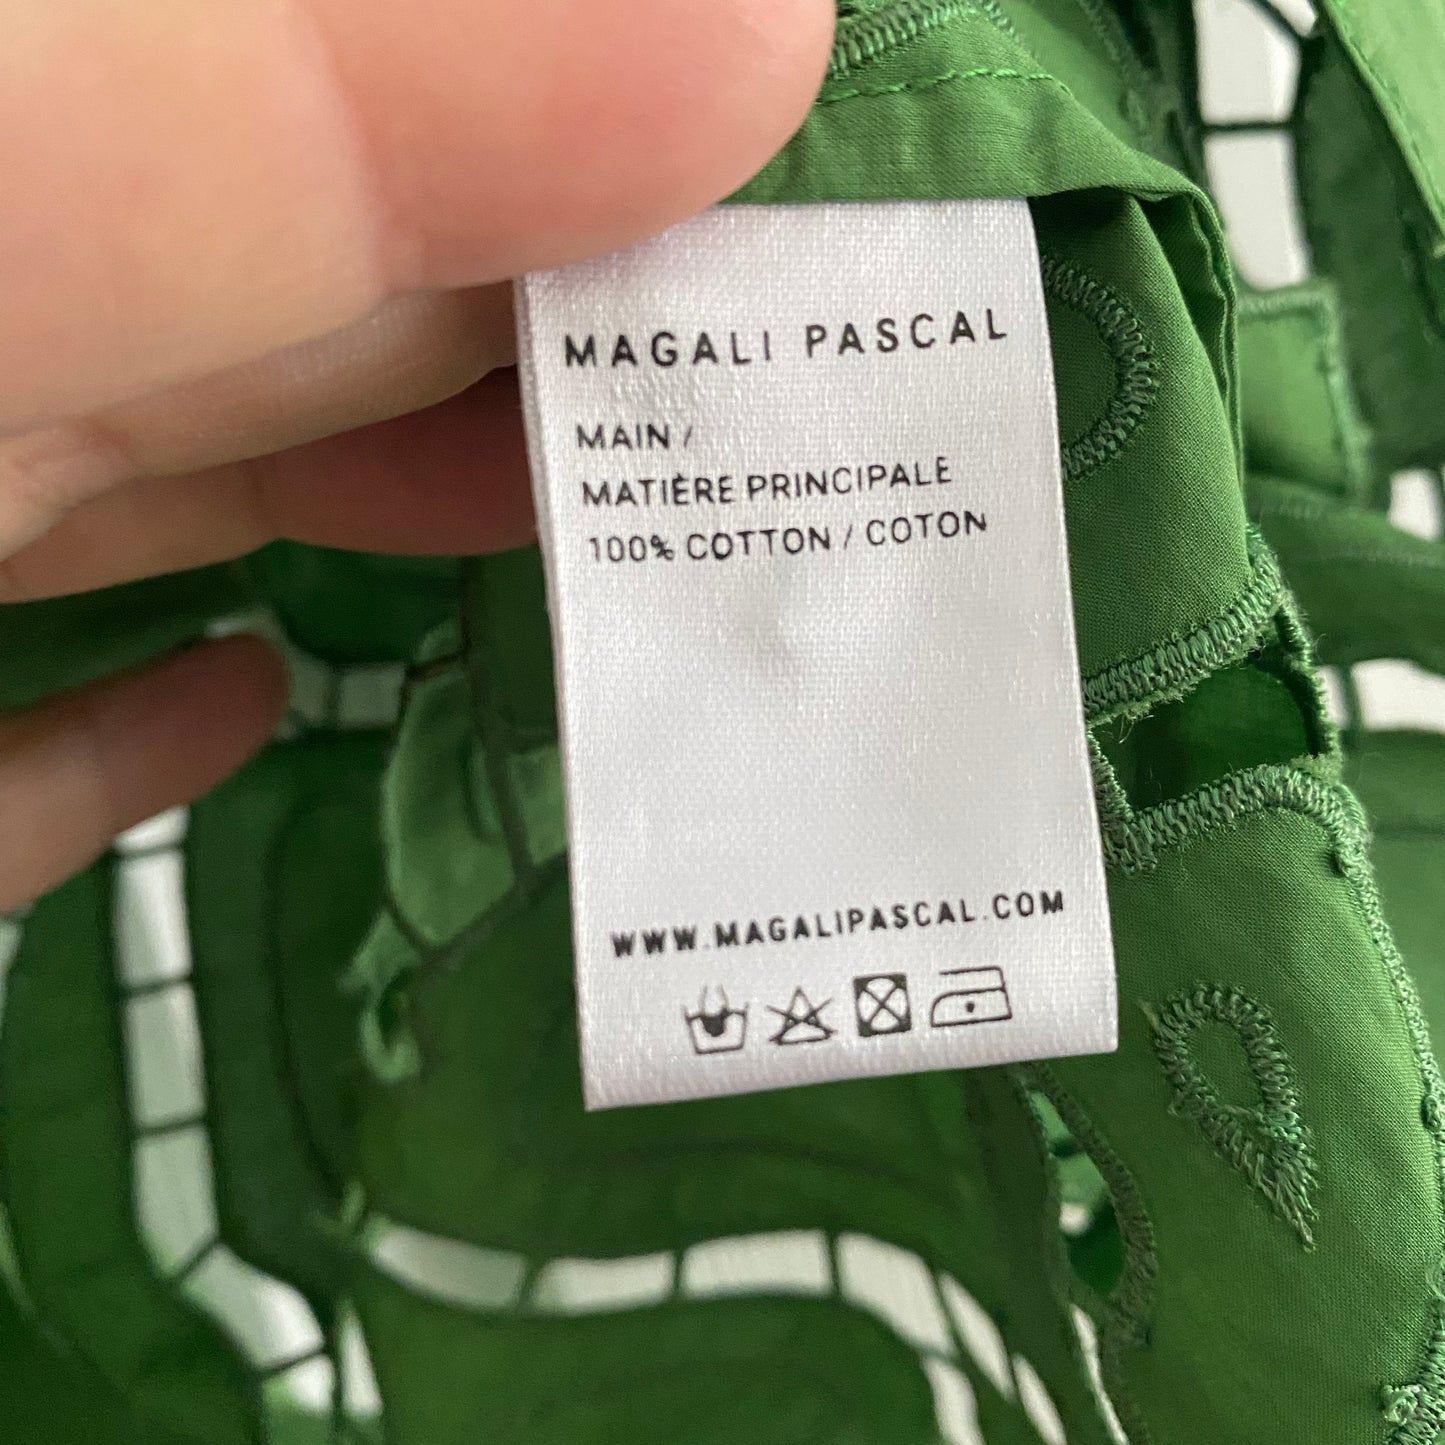 MAGALI PASCAL
MAIN /
MATIÈRE PRINCIPALE
100% COTTON / COTON
WWW.MAGALIPASCAL.COM